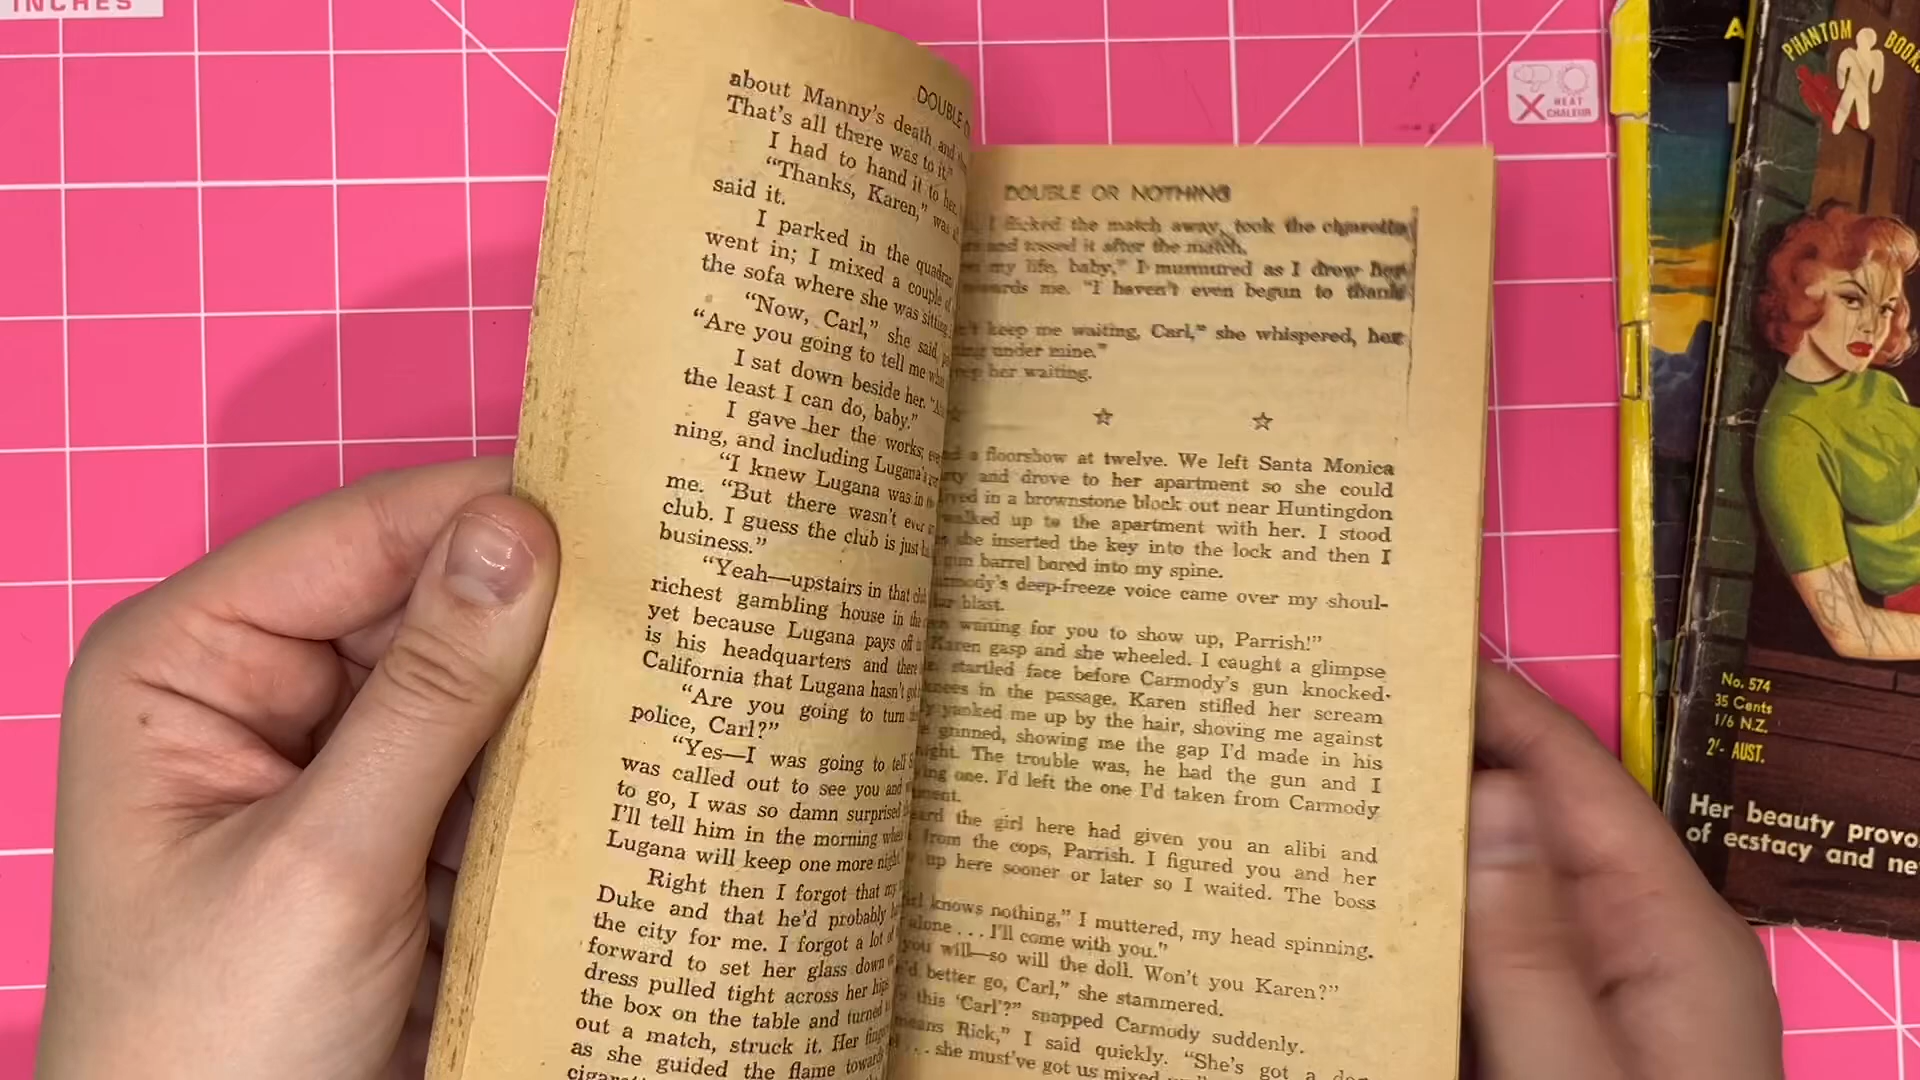 INCHES
DOUBLE
about Manny's death and
That's all there was to it."
I had to hand it to her.
"Thanks, Karen," was
said it.
I parked in the
went in; I mixed a couple of
the sofa where she was sitting.
"Now, Carl," she said
"Are you going to tell me
I sat down beside her.
the least I can do, baby."
I gave her the works;
ning, and including Lugana's
"I knew Lugana was in
me. "But there wasn't ever
club. I guess the club is just
business."
"Yeah—upstairs in that
richest gambling house in the
yet because Lugana pays off
is his headquarters and there
California that Lugana hasn't got
"Are you going to turn
police, Carl?"
"Yes—I was going to tell
was called out to see you and
to go, I was so damn surprised
I'll tell him in the morning
Lugana will keep one more night
Right then I forgot that my
Duke and that he'd probably
the city for me. I forgot a lot of
forward to set her glass down
dress pulled tight across her hips
the box on the table and turned
out a match, struck it. Her
as she guided the flame
DOUBLE OR NOTHING
I flicked the match away, took the cigarette
and tossed it after the match.
my life, baby," I murmured as I drew her
me. "I haven't even begun to thank
keep me waiting, Carl," she whispered, her
under mine."
her waiting.
☆ ☆
a floorshow at twelve. We left Santa Monica
and drove to her apartment so she could
in a brownstone block out near Huntingdon
walked up to the apartment with her. I stood
she inserted the key into the lock and then I
gun barrel bored into my spine.
deep-freeze voice came over my shoul-
blast.
waiting for you to show up, Parrish!"
Karen gasp and she wheeled. I caught a glimpse
startled face before Carmody's gun knocked
in the passage. Karen stifled her scream
yanked me up by the hair, shoving me against
grinned, showing me the gap I'd made in his
The trouble was, he had the gun and I
one. I'd left the one I'd taken from Carmody
the girl here had given you an alibi and
from the cops, Parrish. I figured you and her
up here sooner or later so I waited. The boss
knows nothing," I muttered, my head spinning.
alone . . . I'll come with you."
you will—so will the doll. Won't you Karen?"
better go, Carl," she stammered.
this 'Carl'?" snapped Carmody suddenly.
means Rick," I said quickly. "She's got a
. . . she must've got us mixed
HEAT
CHALEUR
PHANTOM BOOKS
No. 574
35 Cents
1/6 N.Z.
2/- AUST.
Her beauty
of ecstacy and